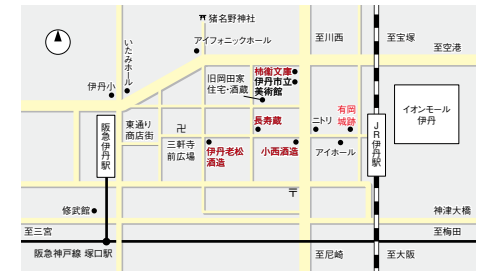 猪名野神社
アイフォニックホール
至川西
至宝塚
至空港
いたみホール
伊丹小
旧岡田家
住宅・酒蔵
柿衞文庫
伊丹市立
美術館
有岡
城跡
イオンモール
伊丹
阪急伊丹駅
東通り
商店街
卍
三軒寺
前広場
長寿蔵
ニトリ
JR伊丹駅
伊丹老松
酒造
小西酒造
アイホール
〒
修武館
神津大橋
至三宮
至梅田
阪急神戸線 塚口駅
至尼崎
至大阪